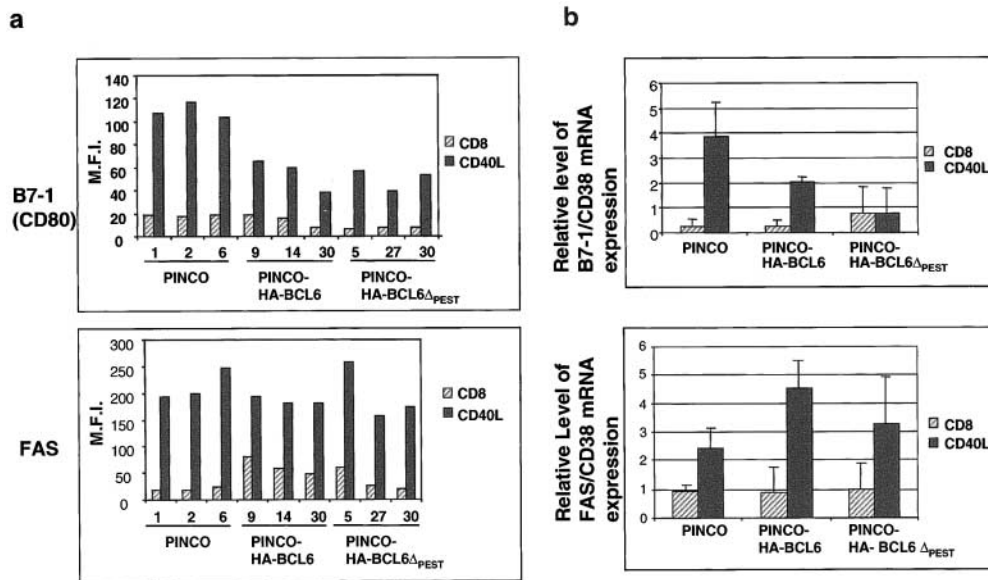 a
B7-1
(CD80)
M.F.I.
140
120
100
80
60
40
20
0
CD8
CD40L
1 2 6 9 14 30 5 27 30
PINCO PINCO- PINCO-
HA-BCL6 HA-BCL6ΔPEST
FAS
M.F.I.
250
300
200
150
100
50
0
CD8
CD40L
1 2 6 9 14 30 5 27 30
PINCO PINCO- PINCO-
HA-BCL6 HA-BCL6ΔPEST
b
Relative level of
B7-1/CD38 mRNA
expression
6
5
4
3
2
1
0
CD8
CD40L
PINCO PINCO- PINCO-
HA-BCL6 HA-BCL6ΔPEST
Relative Level of
FAS/CD38 mRNA
expression
6
5
4
3
2
1
0
CD8
CD40L
PINCO PINCO- PINCO-
HA-BCL6 HA- BCL6 ΔPEST